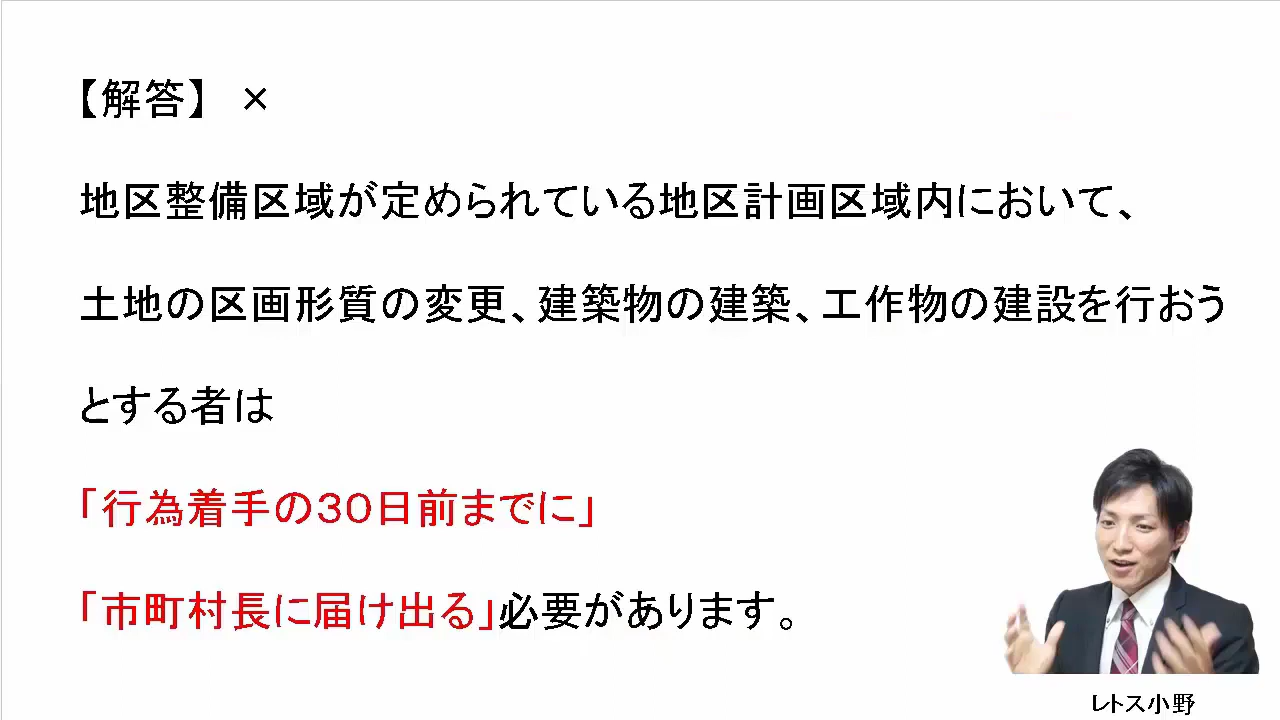 【解答】 ×
地区整備区域が定められている地区計画区域内において、
土地の区画形質の変更、建築物の建築、工作物の建設を行おう
とする者は
「行為着手の30日前までに」
「市町村長に届け出る」必要があります。
レトス小野